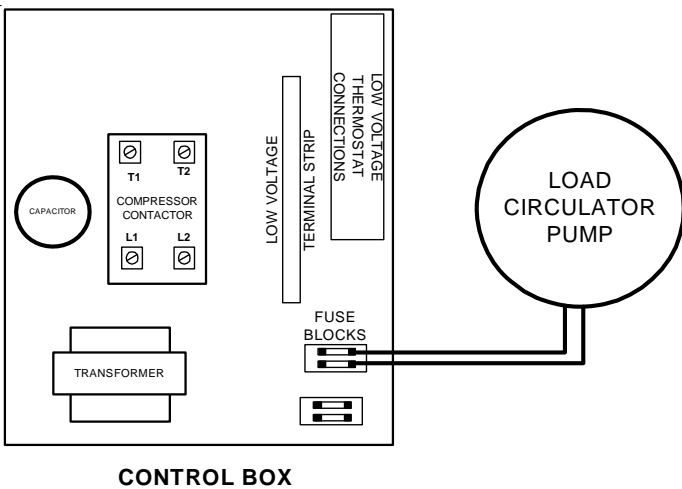 LOW VOLTAGE
THERMOSTAT
CONNECTIONS
LOW VOLTAGE
TERMINAL STRIP
T1
T2
COMPRESSOR
CONTACTOR
L1
L2
CAPACITOR
LOAD
CIRCULATOR
PUMP
FUSE
BLOCKS
TRANSFORMER
CONTROL BOX